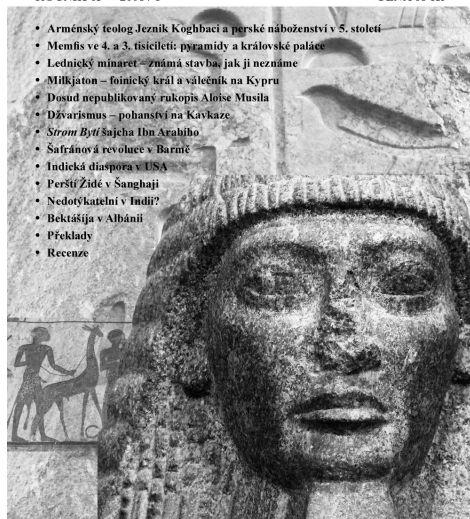 • Arménský teolog Jeznik Koghbaci a perské náboženství v 5. století
• Memfis ve 4. a 3. tisíciletí: pyramidy a královské paláce
• Lednický minaret – známá stavba, jak ji neznáme
• Milkjaton – foinický král a válečník na Kypru
• Dosud nepublikovaný rukopis Aloise Musila
• Džvarismus – pohanství na Kavkaze
• Strom Bytí šajcha Ibn Arabího
• Šafránová revoluce v Barmě
• Indická diaspora v USA
• Perští Židé v Šanghaji
• Nedotýkatelní v Indii?
• Bektášíja v Albánii
• Překlady
• Recenze